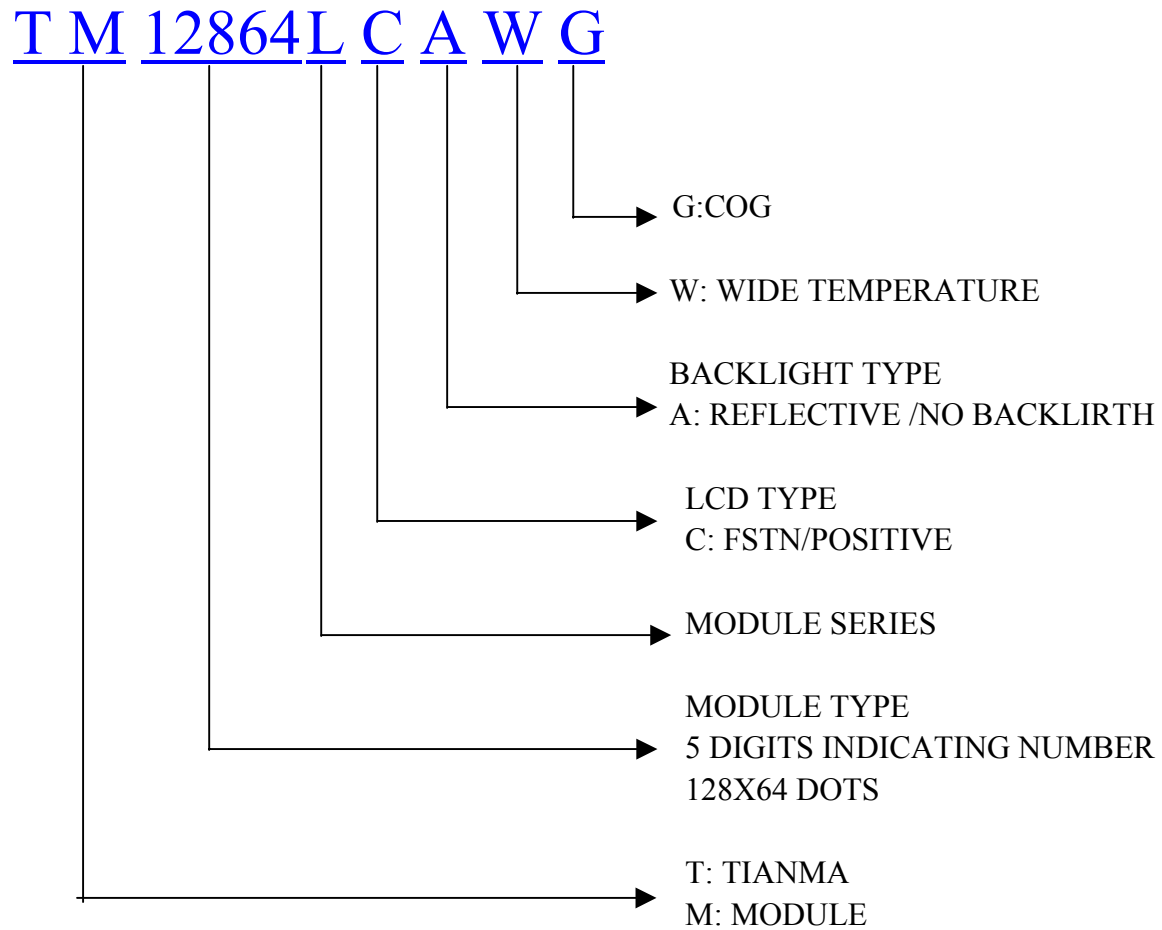 T M 12864 L C A W G
G:COG
W: WIDE TEMPERATURE
BACKLIGHT TYPE
A: REFLECTIVE /NO BACKLIRTH
LCD TYPE
C: FSTN/POSITIVE
MODULE SERIES
MODULE TYPE
5 DIGITS INDICATING NUMBER
128X64 DOTS
T: TIANMA
M: MODULE